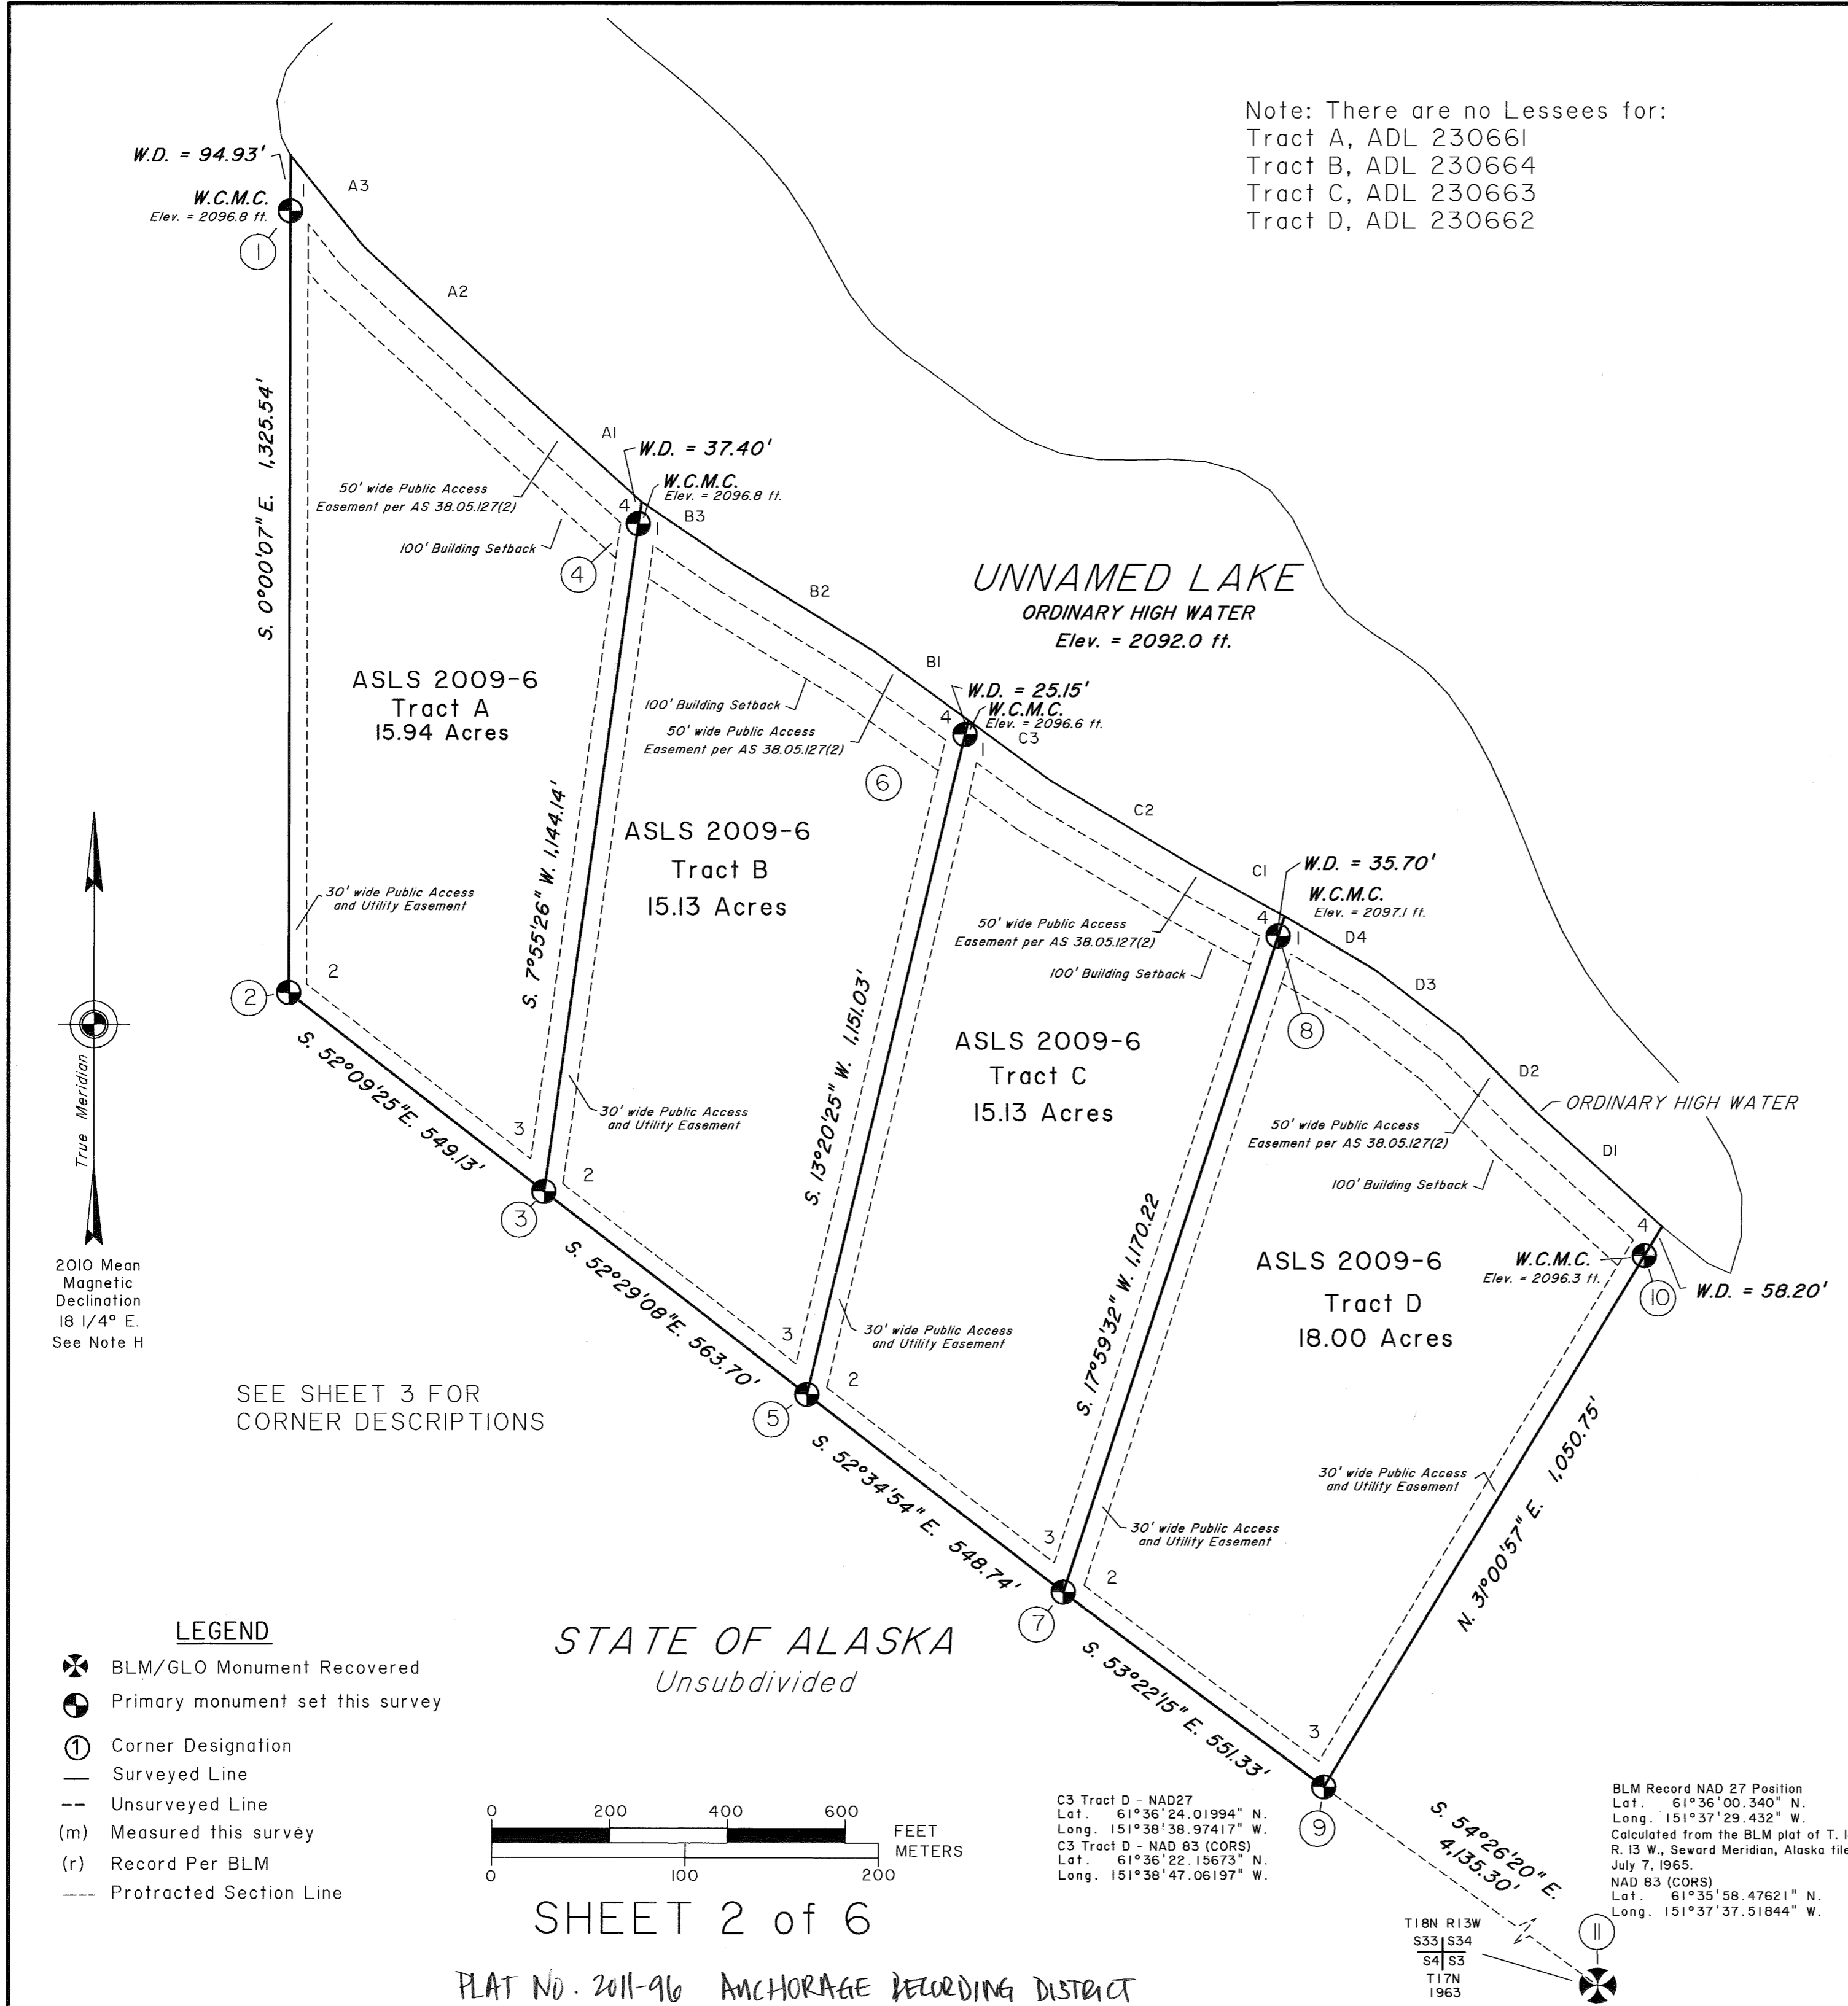 Note: There are no Lessees for:
Tract A, ADL 230661
Tract B, ADL 230664
Tract C, ADL 230663
Tract D, ADL 230662
W.D. = 94.93'
W.C.M.C.
Elev. = 2096.8 ft.
1
1
A3
A2
A1
S. 0°00'07" E. 1,325.54'
W.D. = 37.40'
W.C.M.C.
Elev. = 2096.8 ft.
4
1
B3
50' wide Public Access
Easement per AS 38.05.127(2)
100' Building Setback
4
B2
B1
UNNAMED LAKE
ORDINARY HIGH WATER
Elev. = 2092.0 ft.
ASLS 2009-6
Tract A
15.94 Acres
100' Building Setback
50' wide Public Access
Easement per AS 38.05.127(2)
W.D. = 25.15'
W.C.M.C.
Elev. = 2096.6 ft.
4
1
C3
6
C2
C1
S. 7°55'26" W. 1,144.14'
ASLS 2009-6
Tract B
15.13 Acres
W.D. = 35.70'
W.C.M.C.
Elev. = 2097.1 ft.
4
1
D4
D3
30' wide Public Access
and Utility Easement
50' wide Public Access
Easement per AS 38.05.127(2)
100' Building Setback
8
2
2
S. 52°09'25"E. 549.13'
S. 13°20'25" W. 1,151.03'
ASLS 2009-6
Tract C
15.13 Acres
D2
ORDINARY HIGH WATER
D1
30' wide Public Access
and Utility Easement
50' wide Public Access
Easement per AS 38.05.127(2)
100' Building Setback
True Meridian
2010 Mean
Magnetic
Declination
18 1/4° E.
See Note H
3
2
3
S. 52°29'08"E. 563.70'
S. 17°59'32" W. 1,170.22
ASLS 2009-6
Tract D
18.00 Acres
4
W.C.M.C.
Elev. = 2096.3 ft.
10
W.D. = 58.20'
30' wide Public Access
and Utility Easement
3
2
5
SEE SHEET 3 FOR
CORNER DESCRIPTIONS
S. 52°34'54" E. 548.74'
N. 31°00'57" E. 1,050.75'
30' wide Public Access
and Utility Easement
30' wide Public Access
and Utility Easement
3
2
7
S. 53°22'15" E. 551.33'
3
9
STATE OF ALASKA
Unsubdivided
LEGEND
BLM/GLO Monument Recovered
Primary monument set this survey
1 Corner Designation
Surveyed Line
Unsurveyed Line
(m) Measured this survey
(r) Record Per BLM
Protracted Section Line
0 200 400 600
FEET
METERS
0 100 200
C3 Tract D - NAD27
Lat. 61°36'24.01994" N.
Long. 151°38'38.97417" W.
C3 Tract D - NAD 83 (CORS)
Lat. 61°36'22.15673" N.
Long. 151°38'47.06197" W.
S. 54°26'20" E.
4,135.30'
BLM Record NAD 27 Position
Lat. 61°36'00.340" N.
Long. 151°37'29.432" W.
Calculated from the BLM plat of T. 1
R. 13 W., Seward Meridian, Alaska file
July 7, 1965.
NAD 83 (CORS)
Lat. 61°35'58.47621" N.
Long. 151°37'37.51844" W.
T18N R13W
S33 S34
S4 S3
T17N
1963
11
SHEET 2 of 6
PLAT NO. 2011-96 ANCHORAGE RECORDING DISTRICT